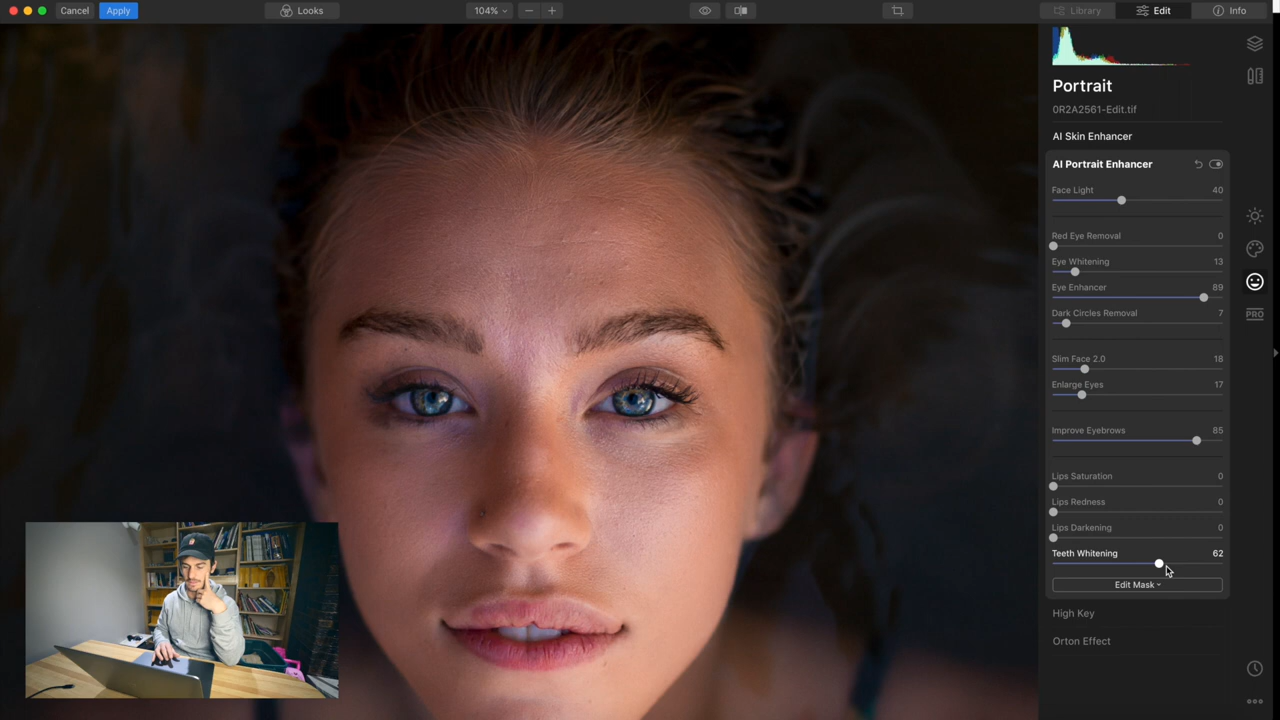 Cancel
Apply
Looks
104%
Library
Edit
Info
Portrait
0R2A2561-Edit.tif
AI Skin Enhancer
AI Portrait Enhancer
Face Light 40
Red Eye Removal 0
Eye Whitening 13
Eye Enhancer 89
Dark Circles Removal 7
Slim Face 2.0 18
Enlarge Eyes 17
Improve Eyebrows 85
Lips Saturation 0
Lips Redness 0
Lips Darkening 0
Teeth Whitening 62
Edit Mask
High Key
Orton Effect
PRO